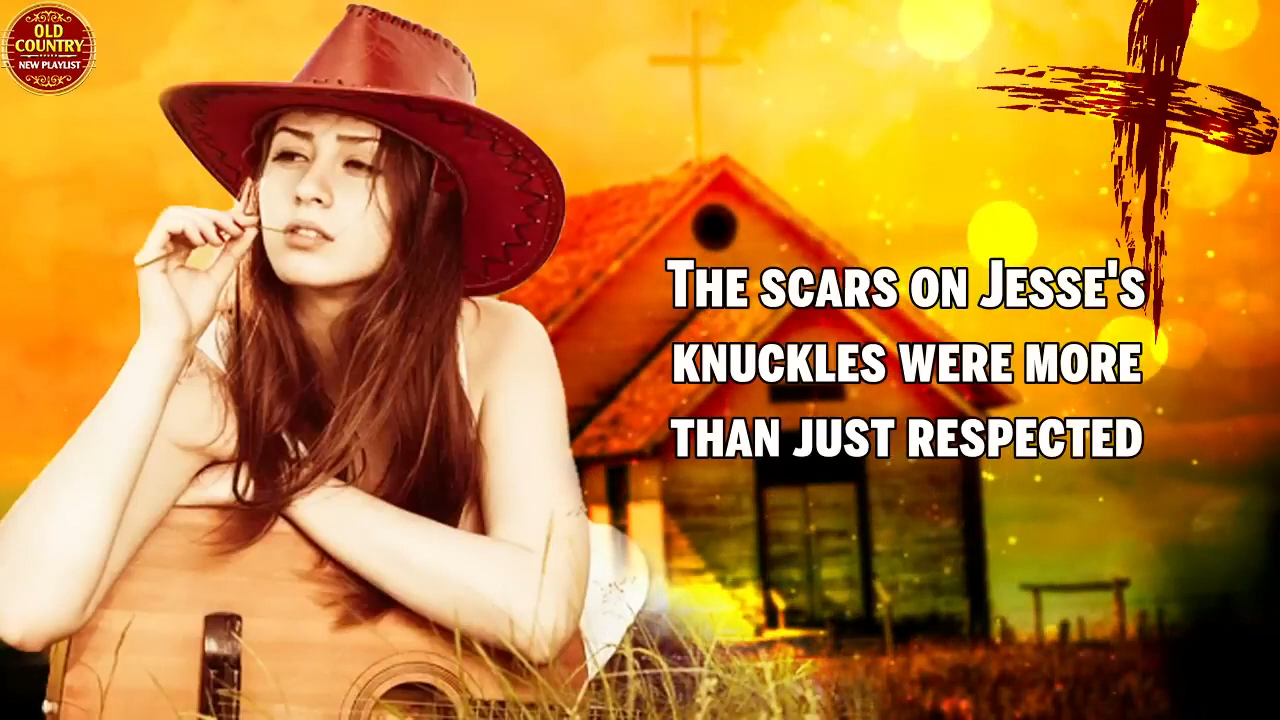 OLD
COUNTRY
NEW PLAYLIST
The scars on Jesse's
knuckles were more
than just respected